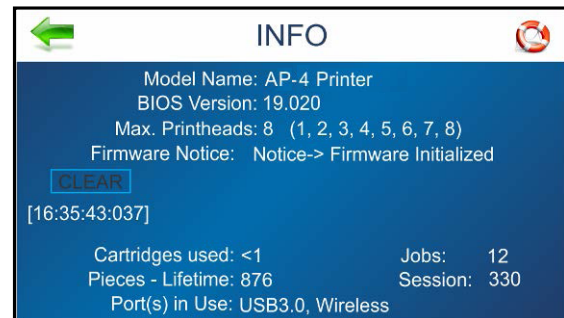 INFO
Model Name: AP-4 Printer
BIOS Version: 19.020
Max. Printheads: 8 (1, 2, 3, 4, 5, 6, 7, 8)
Firmware Notice: Notice-> Firmware Initialized
CLEAR
[16:35:43:037]
Cartridges used: <1 Jobs: 12
Pieces - Lifetime: 876 Session: 330
Port(s) in Use: USB3.0, Wireless